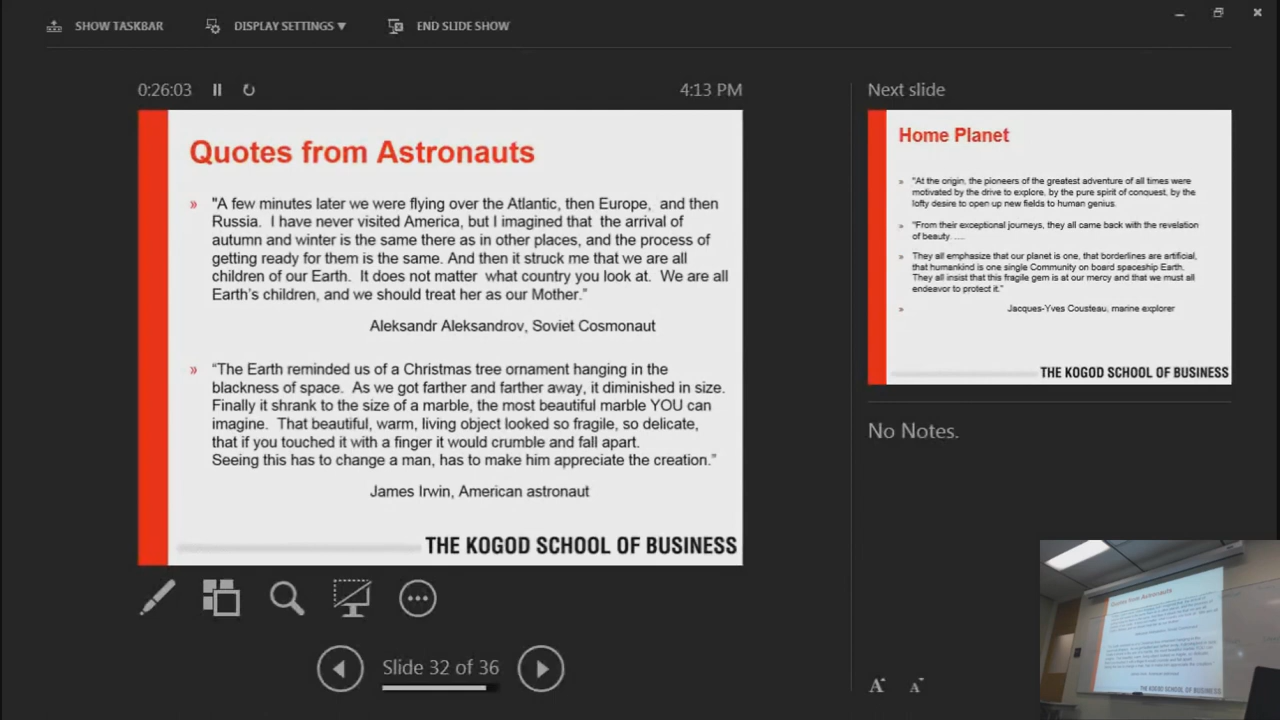 SHOW TASKBAR
DISPLAY SETTINGS ▼
END SLIDE SHOW
0:26:03
4:13 PM
Quotes from Astronauts
» "A few minutes later we were flying over the Atlantic, then Europe, and then
Russia. I have never visited America, but I imagined that the arrival of
autumn and winter is the same there as in other places, and the process of
getting ready for them is the same. And then it struck me that we are all
children of our Earth. It does not matter what country you look at. We are all
Earth's children, and we should treat her as our Mother."
Aleksandr Aleksandrov, Soviet Cosmonaut
» “The Earth reminded us of a Christmas tree ornament hanging in the
blackness of space. As we got farther and farther away, it diminished in size.
Finally it shrank to the size of a marble, the most beautiful marble YOU can
imagine. That beautiful, warm, living object looked so fragile, so delicate,
that if you touched it with a finger it would crumble and fall apart.
Seeing this has to change a man, has to make him appreciate the creation.”
James Irwin, American astronaut
THE KOGOD SCHOOL OF BUSINESS
Slide 32 of 36
Next slide
Home Planet
» "At the origin, the pioneers of the greatest adventure of all times were
motivated by the drive to explore, by the pure spirit of conquest, by the
lofty desire to open up new fields to human genius.
» "From their exceptional journeys, they all came back with the revelation
of beauty. ....
» They all emphasize that our planet is one, that borderlines are artificial,
that humankind is one single Community on board spaceship Earth.
They all insist that this fragile gem is at our mercy and that we must all
endeavor to protect it."
» Jacques-Yves Cousteau, marine explorer
THE KOGOD SCHOOL OF BUSINESS
No Notes.
A A
Quotes from Astronauts
THE KOGOD SCHOOL OF BUSINESS